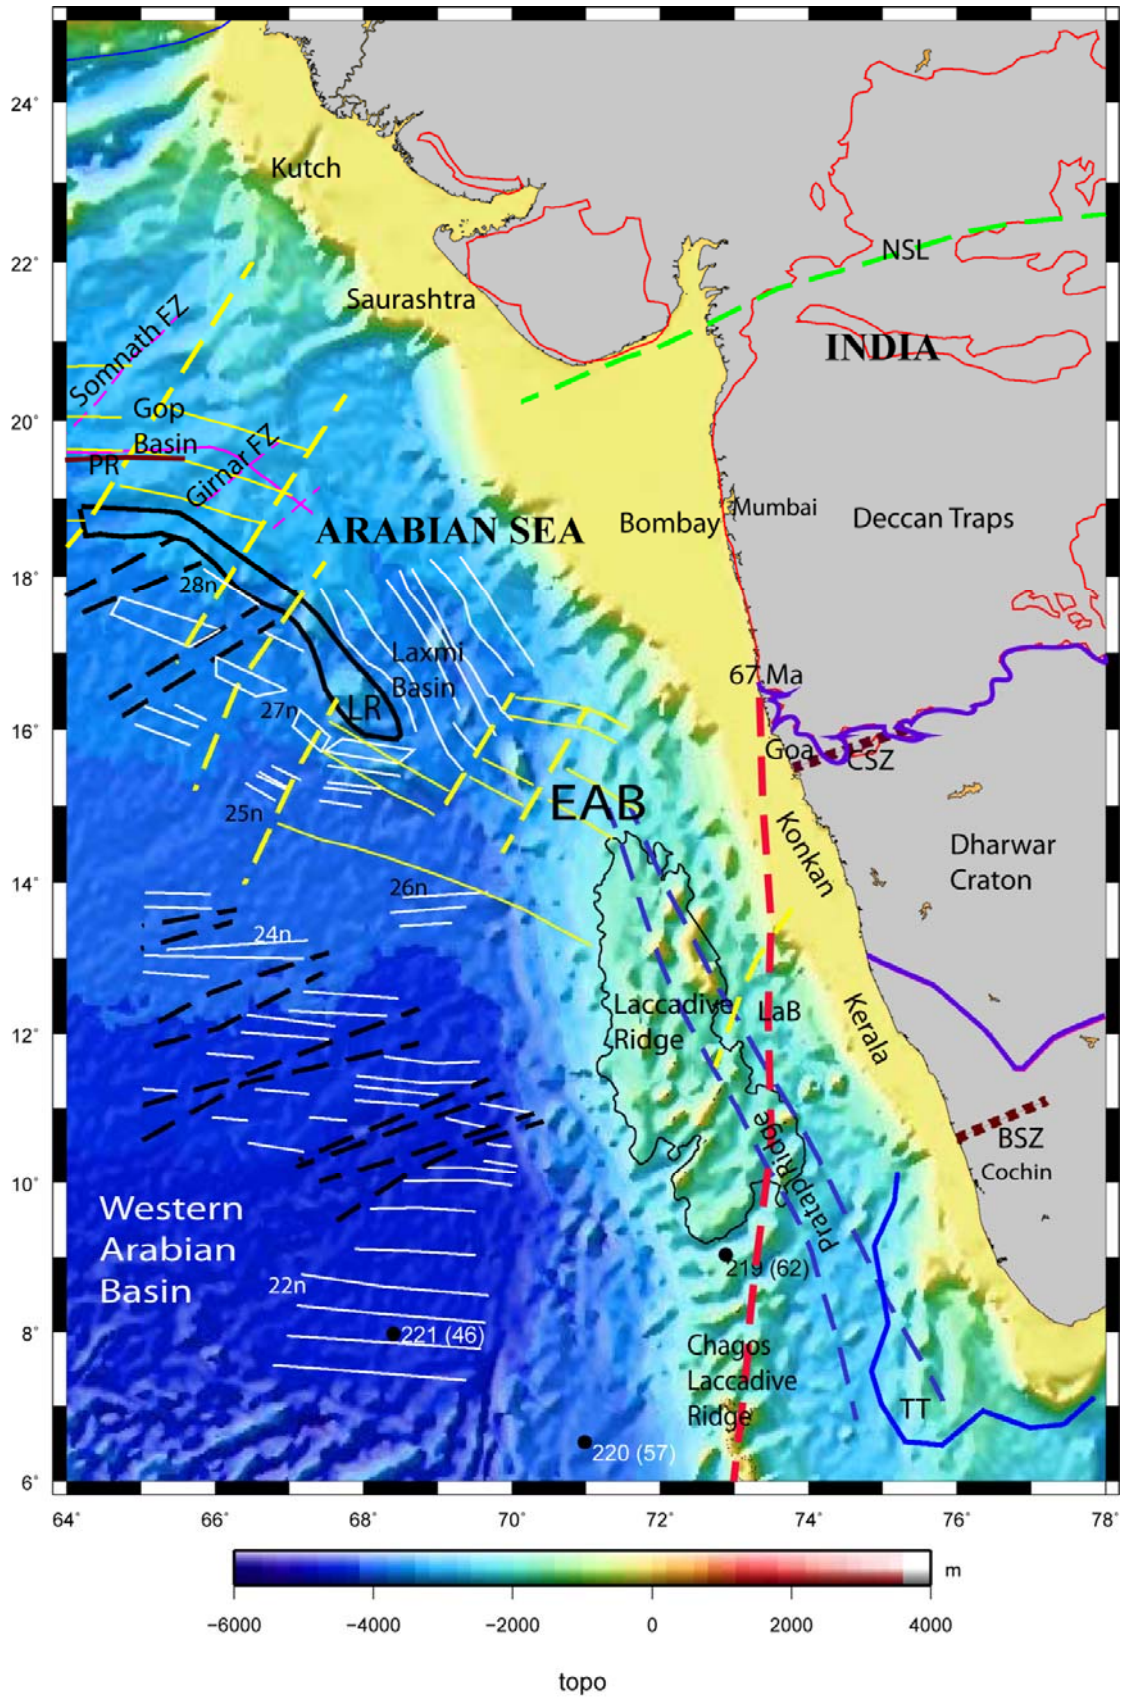 24°
Kutch
22°
NSL
Saurashtra
Somnath FZ
INDIA
Gop
Basin
20°
Girnar FZ
PR
ARABIAN SEA
Bombay
Mumbai
Deccan Traps
18°
28n
Laxmi
Basin
67 Ma
27n
LR
16°
Goa
CSZ
EAB
25n
Konkan
Dharwar
Craton
14°
26n
24n
Laccadive
Ridge
LaB
12°
Kerala
Pratap Ridge
BSZ
Cochin
10°
Western
Arabian
Basin
219 (62)
22n
8°
221 (46)
Chagos
Laccadive
Ridge
TT
220 (57)
6°
64°
66°
68°
70°
72°
74°
76°
78°
m
−6000
−4000
−2000
0
2000
4000
topo